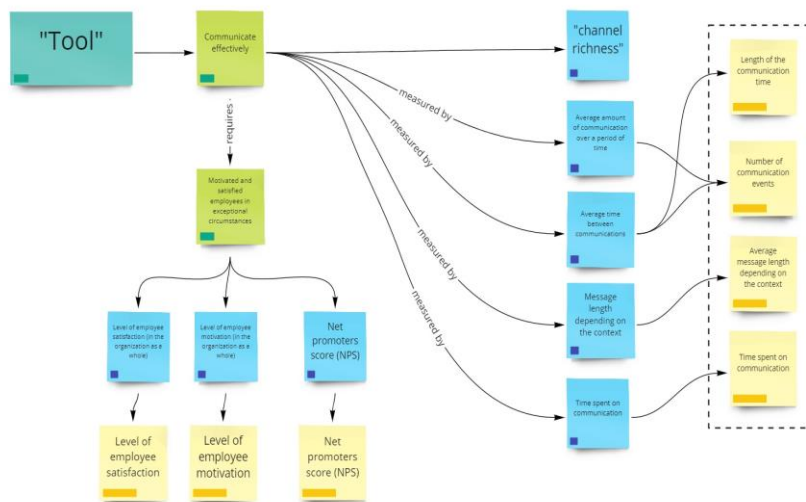 "Tool"
Communicate
effectively
"channel
richness"
Length of the
communication
time
measured by
Average amount
of communication
over a period of
time
requires
measured by
Number of
communication
events
Motivated and
satisfied
employees in
exceptional
circumstances
Average time
between
communications
measured by
Average
message length
depending on
the context
Message
length
depending on
the context
measured by
Level of employee
satisfaction (in the
organization as a
whole)
Level of employee
motivation (in the
organization as a
whole)
Net
promoters
score (NPS)
Time spent on
communication
Time spent on
communication
Level of
employee
satisfaction
Level of
employee
motivation
Net
promoters
score (NPS)